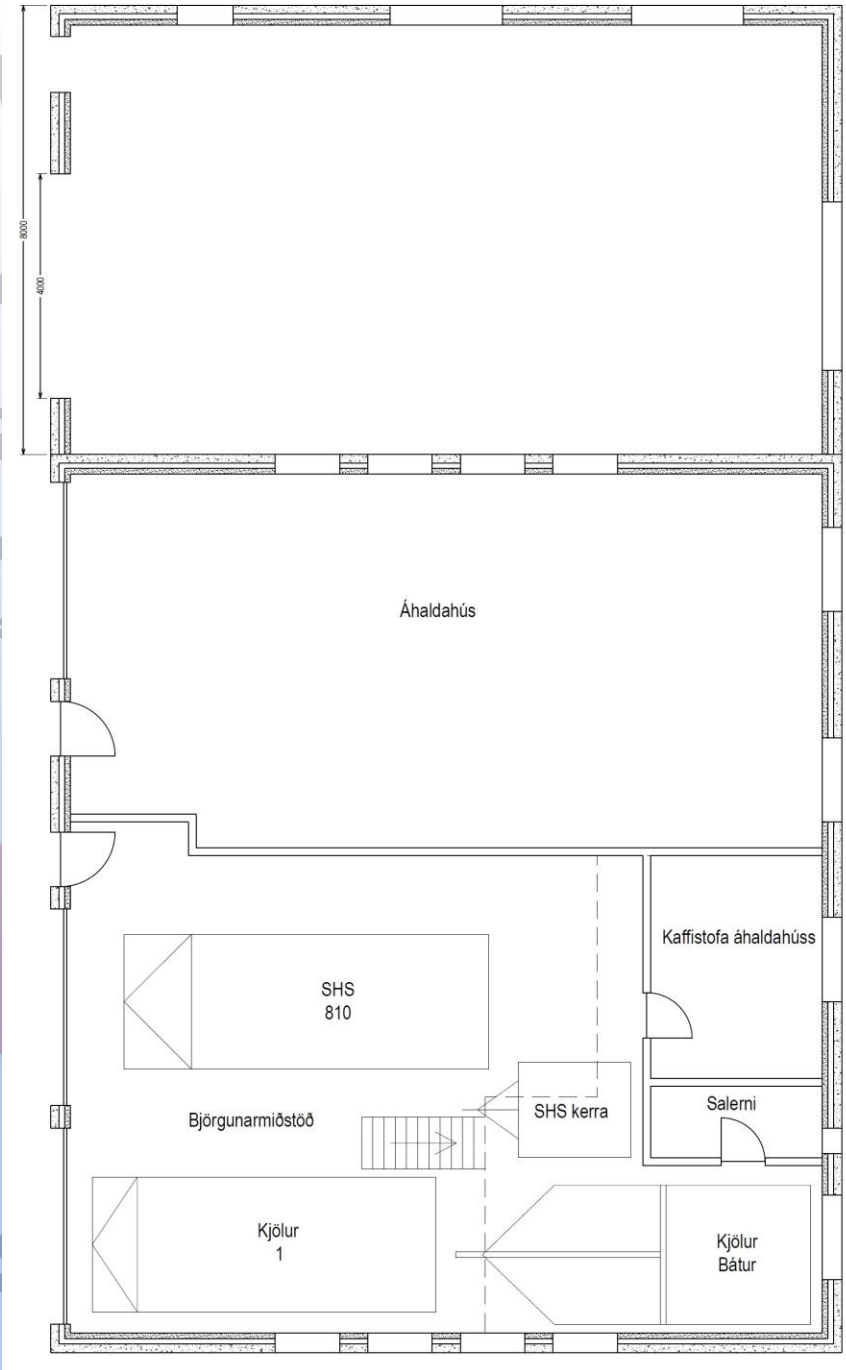 8000
4000
Áhaldahús
Kaffistofa áhaldahúss
SHS
810
SHS kerra
Salerni
Björgunarmiðstöð
Kjölur
1
Kjölur
Bátur